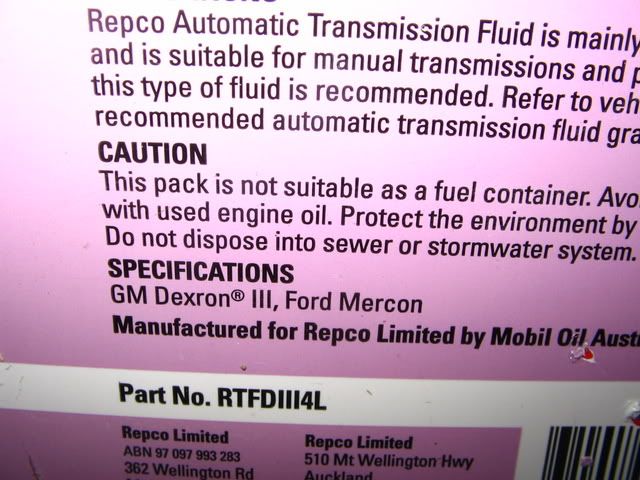 Repco Automatic Transmission Fluid is mainly
and is suitable for manual transmissions and
this type of fluid is recommended. Refer to
recommended automatic transmission fluid
CAUTION
This pack is not suitable as a fuel container.
with used engine oil. Protect the environment by
Do not dispose into sewer or stormwater system.
SPECIFICATIONS
GM Dexron® III, Ford Mercon
Manufactured for Repco Limited by Mobil Oil
Part No. RTFDIII4L
Repco Limited
ABN 97 097 993 283
362 Wellington Rd
Repco Limited
510 Mt Wellington Hwy
Auckland